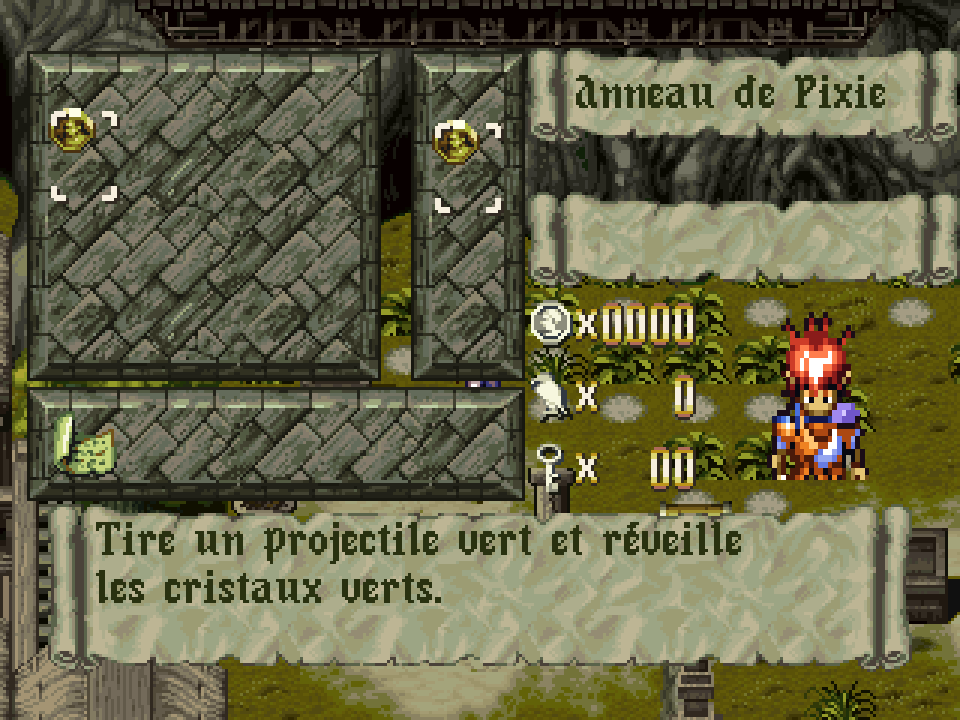 Anneau de Pixie
x0000
x 0
x 00
Tire un projectile vert et réveille
les cristaux verts.